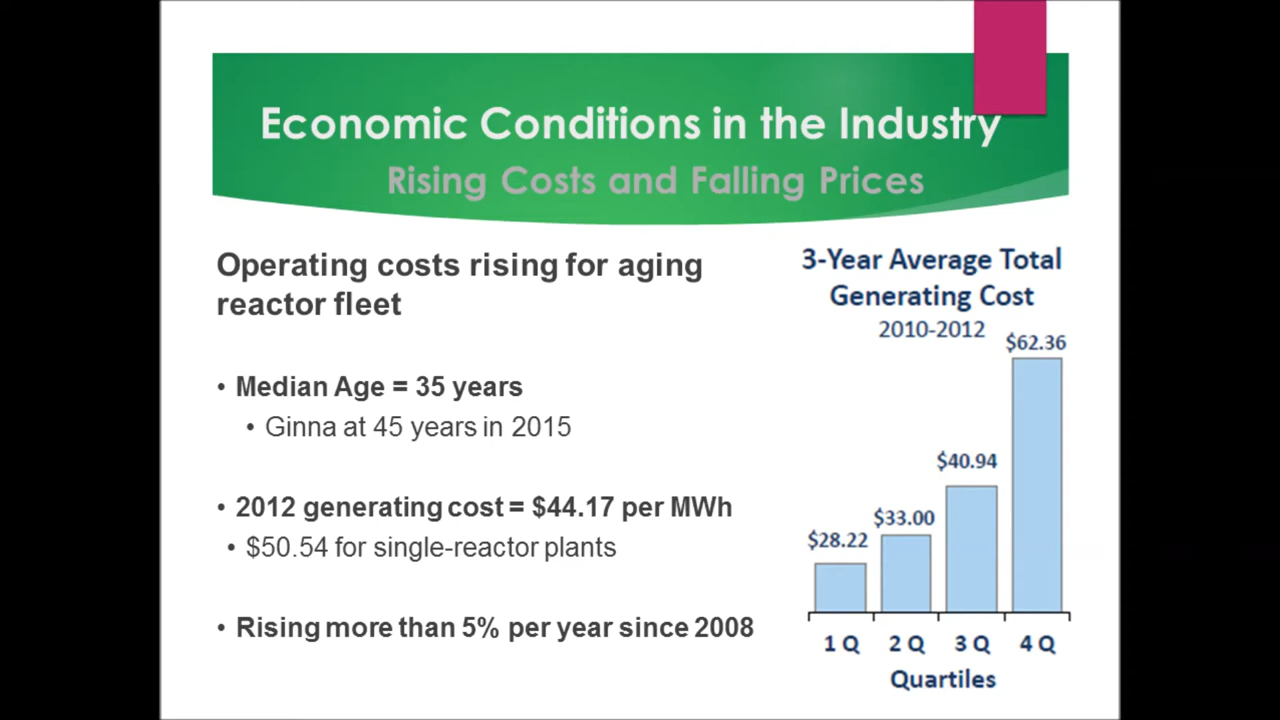 Economic Conditions in the Industry
Rising Costs and Falling Prices
Operating costs rising for aging
reactor fleet
• Median Age = 35 years
• Ginna at 45 years in 2015
• 2012 generating cost = $44.17 per MWh
• $50.54 for single-reactor plants
• Rising more than 5% per year since 2008
3-Year Average Total
Generating Cost
2010-2012
$28.22
$33.00
$40.94
$62.36
1 Q 2 Q 3 Q 4 Q
Quartiles